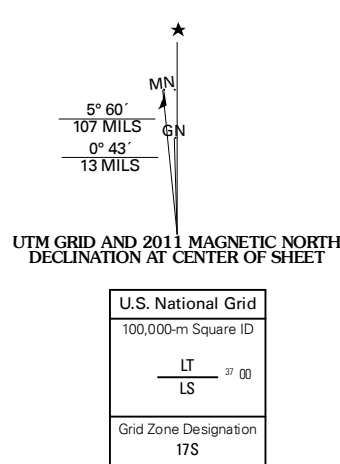 ★
MN
5° 60´
107 MILS
GN
0° 43´
13 MILS
UTM GRID AND 2011 MAGNETIC NORTH
DECLINATION AT CENTER OF SHEET
U.S. National Grid
100,000-m Square ID
LT
37 00
LS
Grid Zone Designation
17S